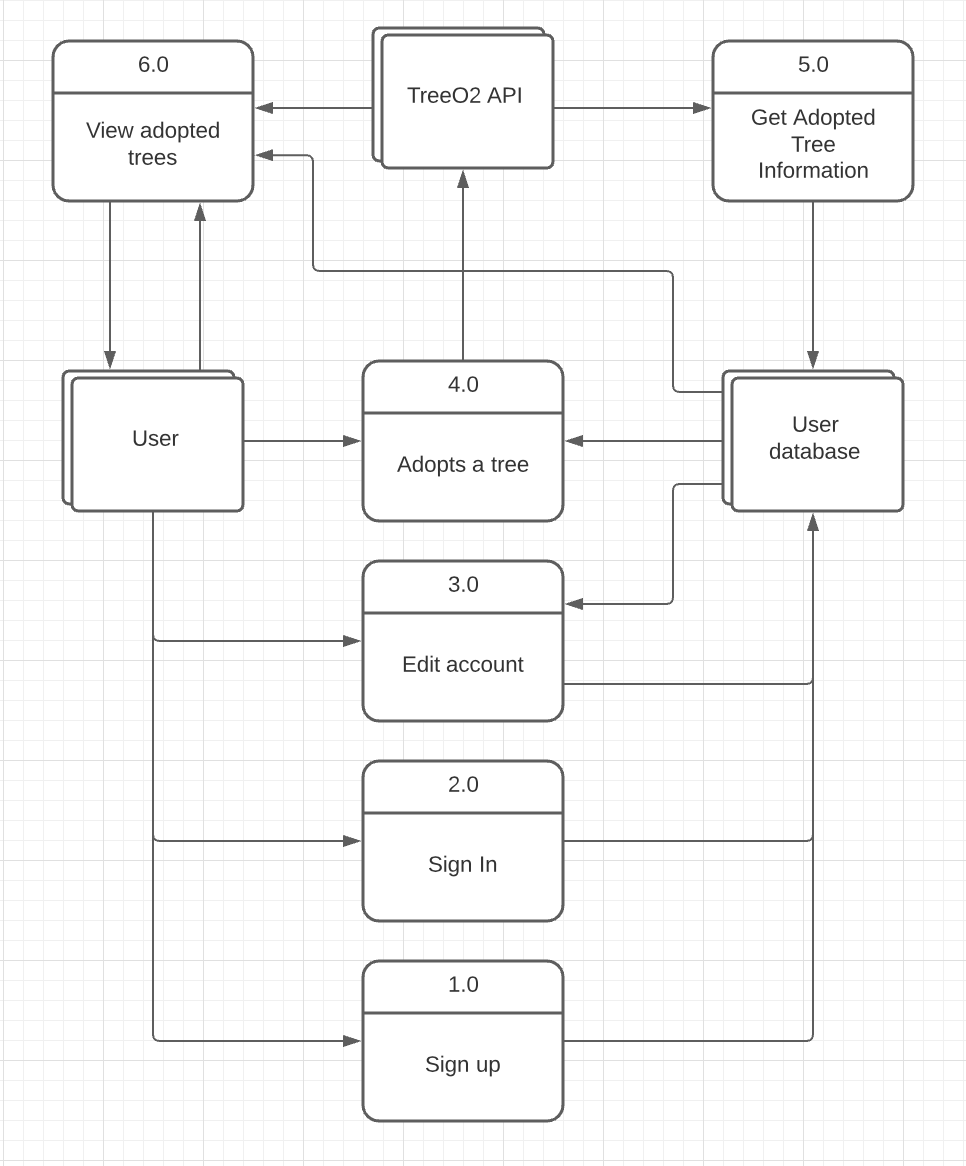 6.0
View adopted
trees
TreeO2 API
5.0
Get Adopted
Tree
Information
User
4.0
Adopts a tree
User
database
3.0
Edit account
2.0
Sign In
1.0
Sign up